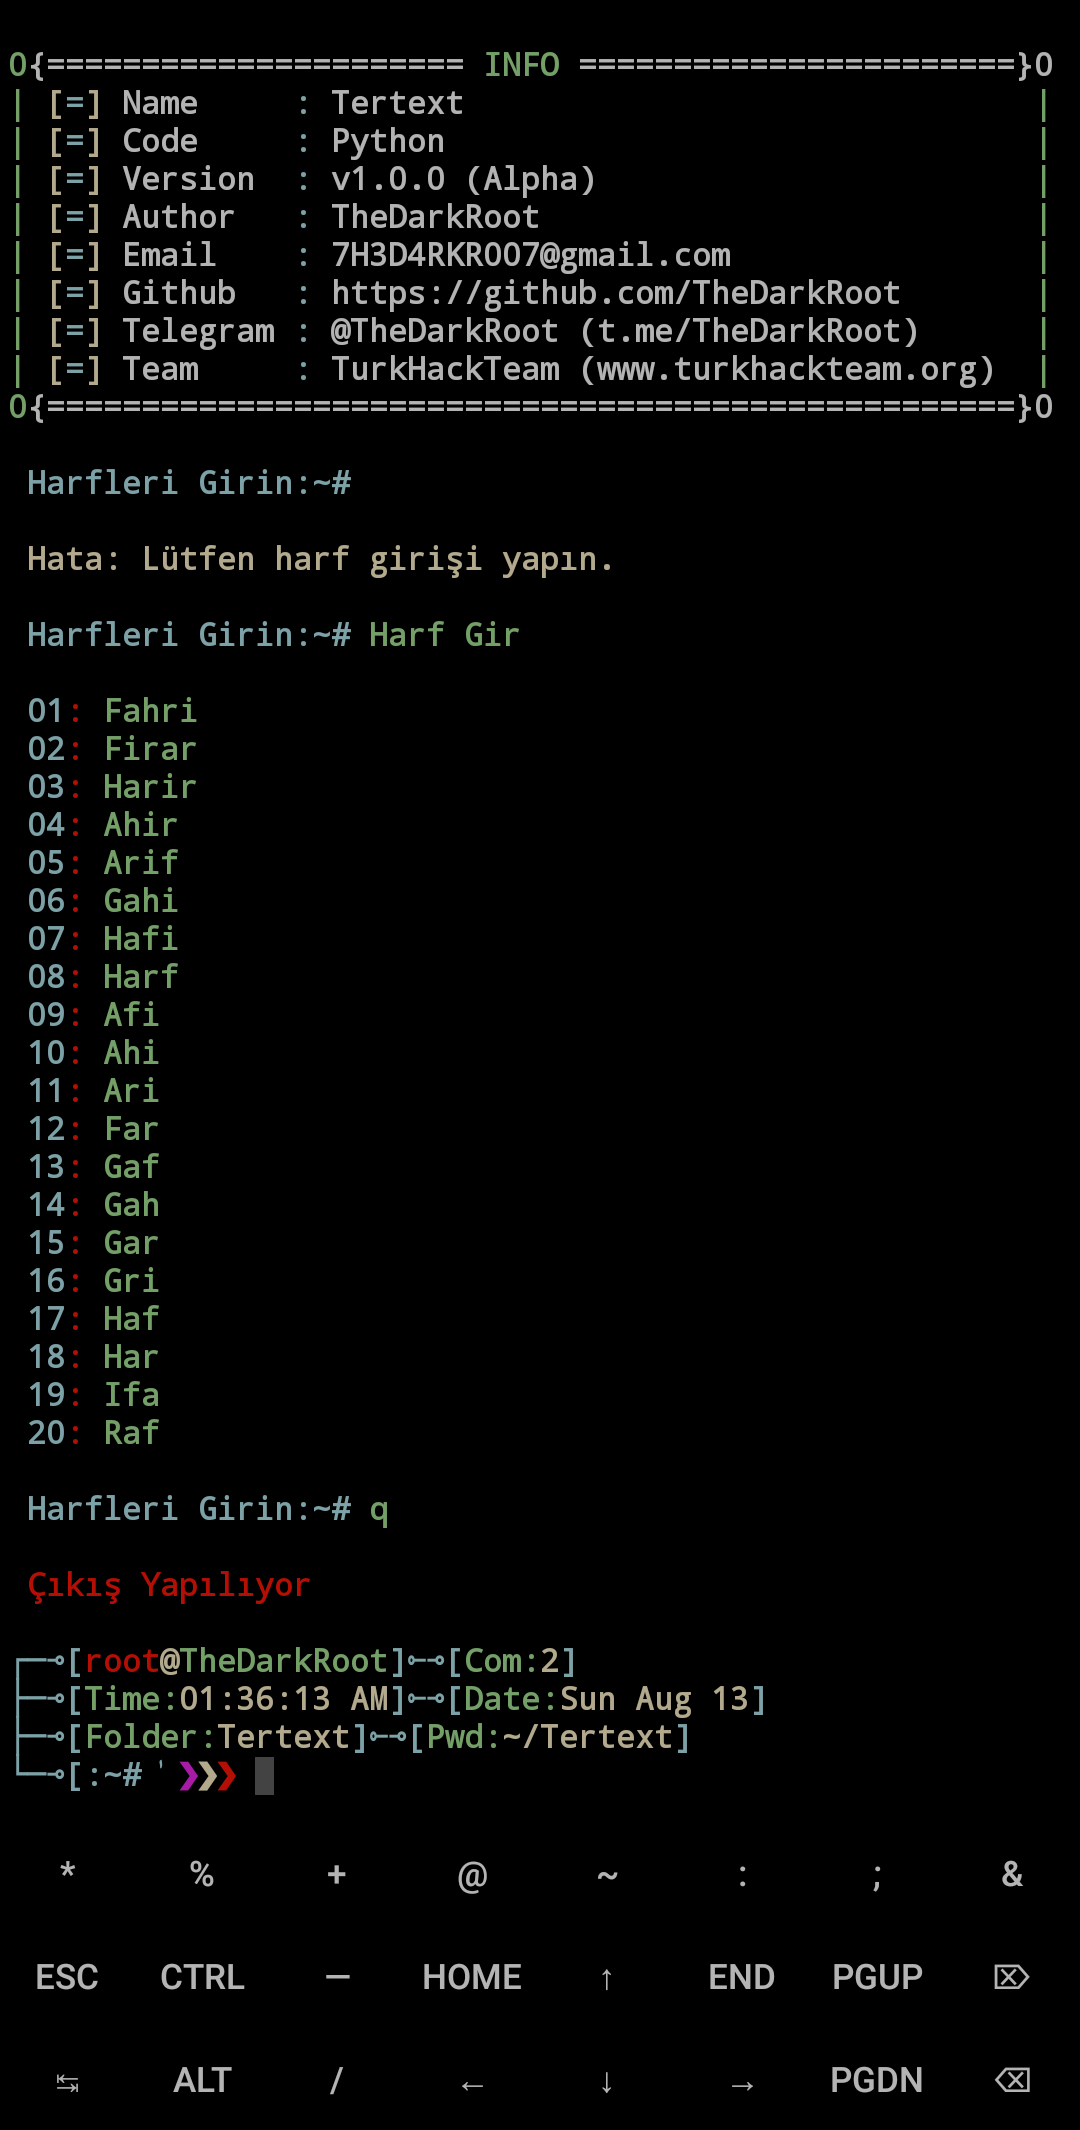 O{====================== INFO =======================}O
| [=] Name     : Tertext                              |
| [=] Code     : Python                               |
| [=] Version  : v1.0.0 (Alpha)                       |
| [=] Author   : TheDarkRoot                          |
| [=] Email    : 7H3D4RKR007@gmail.com                |
| [=] Github   : https://github.com/TheDarkRoot       |
| [=] Telegram : @TheDarkRoot (t.me/TheDarkRoot)      |
| [=] Team     : TurkHackTeam (www.turkhackteam.org)  |
O{===================================================}O
Harfleri Girin:~#
Hata: Lütfen harf girişi yapın.
Harfleri Girin:~# Harf Gir
01: Fahri
02: Firar
03: Harir
04: Ahir
05: Arif
06: Gahi
07: Hafi
08: Harf
09: Afi
10: Ahi
11: Ari
12: Far
13: Gaf
14: Gah
15: Gar
16: Gri
17: Haf
18: Har
19: Ifa
20: Raf
Harfleri Girin:~# q
Çıkış Yapılıyor
┌─⊸[root@TheDarkRoot]⟜⊸[Com:2]
├─⊸[Time:01:36:13 AM]⟜⊸[Date:Sun Aug 13]
├─⊸[Folder:Tertext]⟜⊸[Pwd:~/Tertext]
└─⊸[:~# ' ❯❯❯
* % + @ ~ : ; &
ESC CTRL — HOME ↑ END PGUP ⌦
↹ ALT / ← ↓ → PGDN ⌫